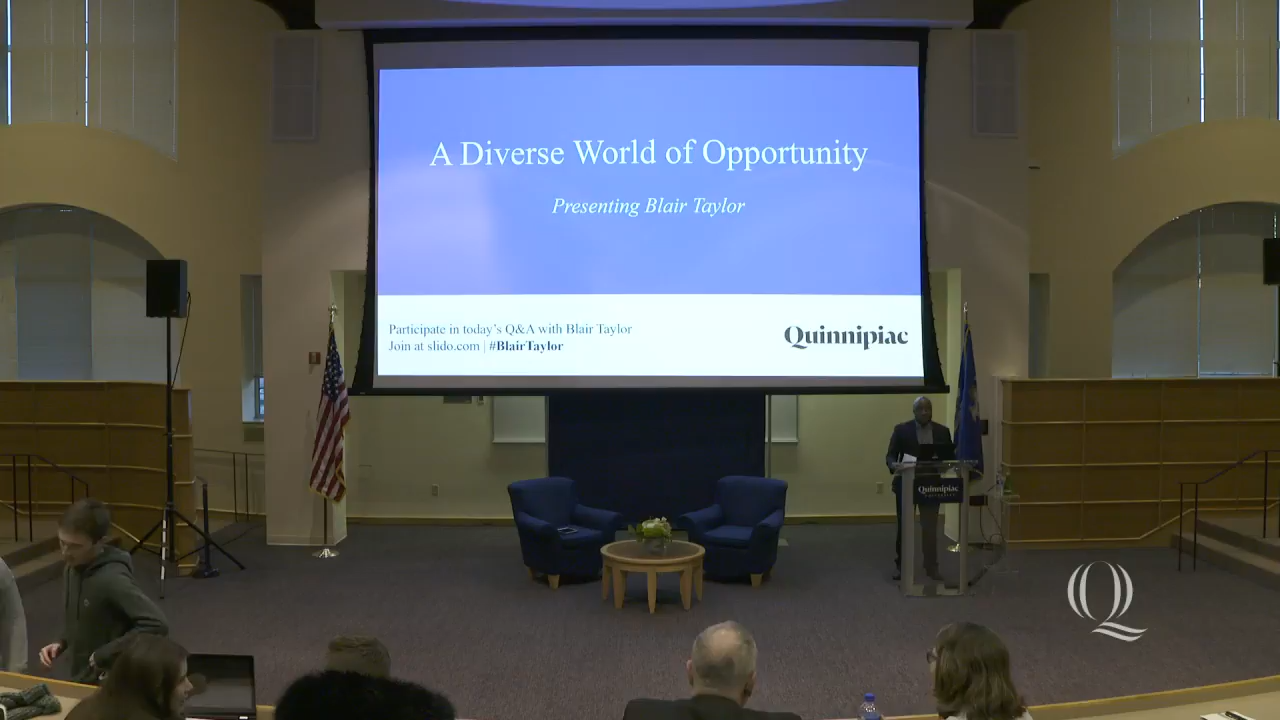 A Diverse World of Opportunity
Presenting Blair Taylor
Participate in today's Q&A with Blair Taylor
Join at slido.com | #BlairTaylor
Quinnipiac
Quinnipiac
Q